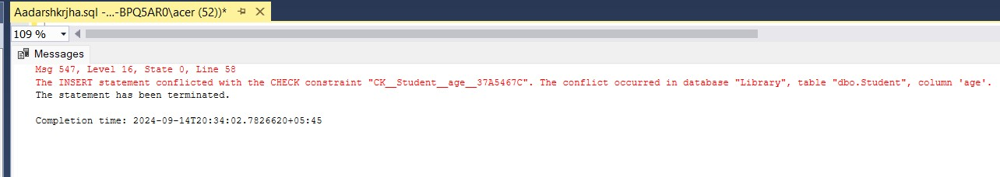 Aadarshkrjha.sql -...-BPQ5AR0\acer (52))*
109 %
Messages
Msg 547, Level 16, State 0, Line 58
The INSERT statement conflicted with the CHECK constraint "CK__Student__age__37A5467C". The conflict occurred in database "Library", table "dbo.Student", column 'age'.
The statement has been terminated.
Completion time: 2024-09-14T20:34:02.7826620+05:45